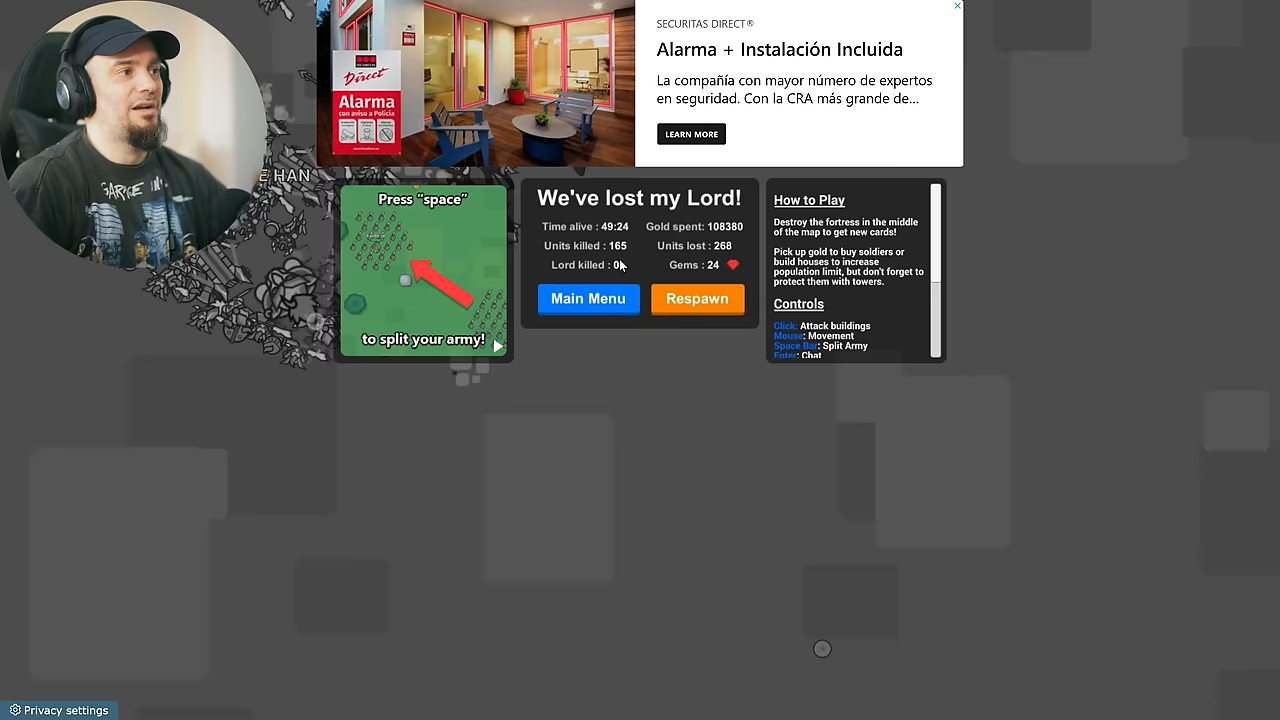 SECURITAS DIRECT®
Alarma + Instalación Incluida
La compañía con mayor número de expertos
en seguridad. Con la CRA más grande de...
LEARN MORE
SECURITAS
Direct
Alarma
con aviso a Policía
E HAN
Press "space"
to split your army!
We've lost my Lord!
Time alive : 49:24
Gold spent: 108380
Units killed : 165
Units lost : 268
Lord killed : 0
Gems : 24
Main Menu
Respawn
How to Play
Destroy the fortress in the middle
of the map to get new cards!
Pick up gold to buy soldiers or
build houses to increase
population limit, but don't forget to
protect them with towers.
Controls
Click: Attack buildings
Mouse: Movement
Space Bar: Split Army
Enter: Chat
Privacy settings